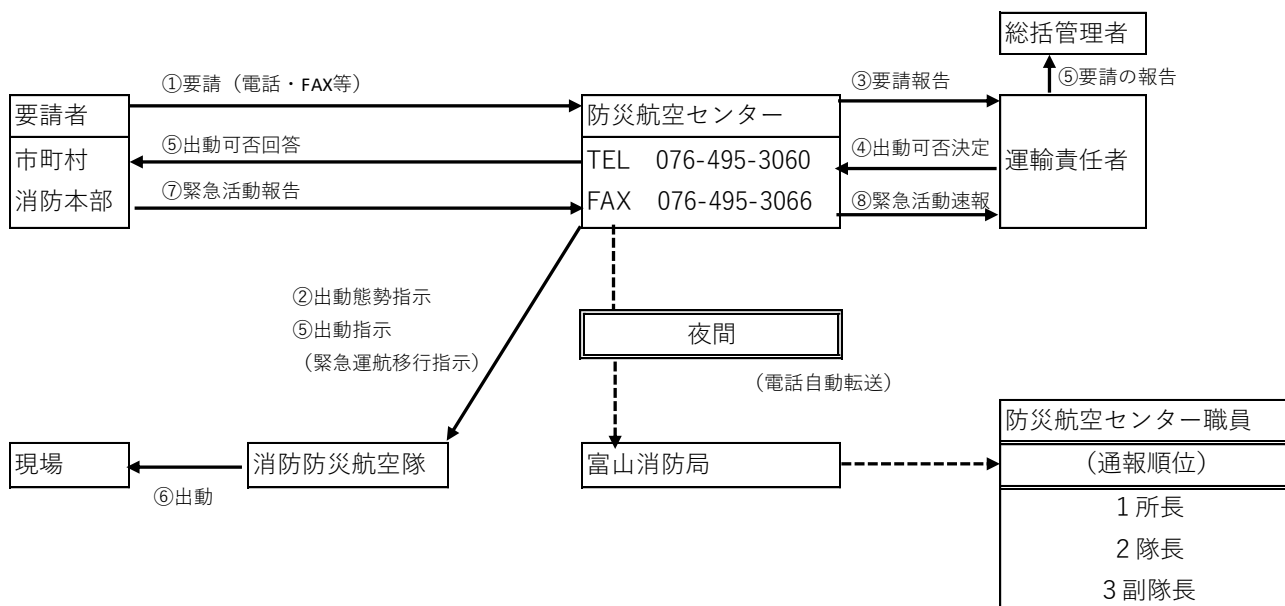 総括管理者
①要請（電話・FAX等）
③要請報告
⑤要請の報告
要請者
防災航空センター
⑤出動可否回答
④出動可否決定
市町村
TEL 076-495-3060
運輸責任者
消防本部
⑦緊急活動報告
FAX 076-495-3066
⑧緊急活動速報
②出動態勢指示
⑤出動指示
（緊急運航移行指示）
夜間
（電話自動転送）
防災航空センター職員
現場
消防防災航空隊
富山消防局
（通報順位）
⑥出動
1 所長
2 隊長
3 副隊長